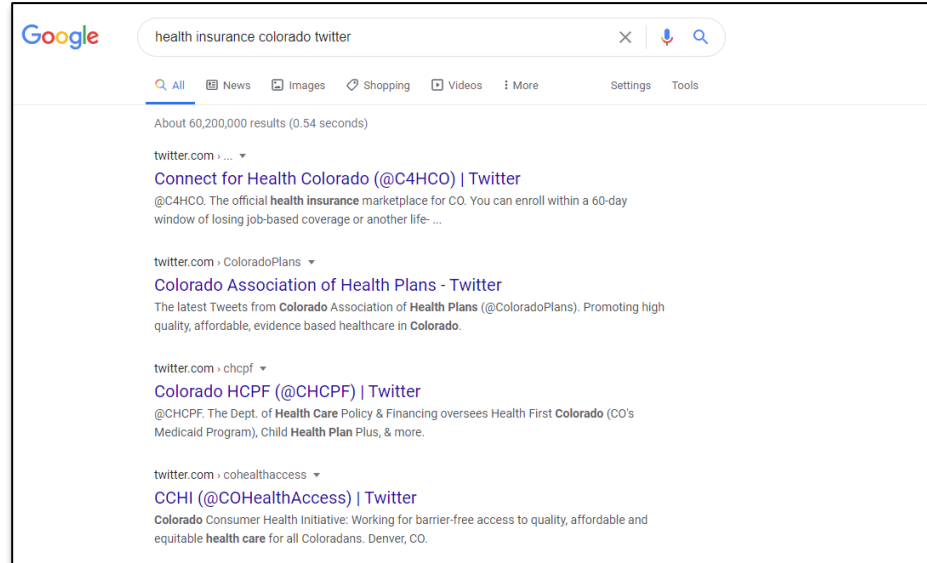 Google
health insurance colorado twitter
All News Images Shopping Videos More Settings Tools
About 60,200,000 results (0.54 seconds)
twitter.com › ...
Connect for Health Colorado (@C4HCO) | Twitter
@C4HCO. The official health insurance marketplace for CO. You can enroll within a 60-day
window of losing job-based coverage or another life- ...
twitter.com › ColoradoPlans
Colorado Association of Health Plans - Twitter
The latest Tweets from Colorado Association of Health Plans (@ColoradoPlans). Promoting high
quality, affordable, evidence based healthcare in Colorado.
twitter.com › chcpf
Colorado HCPF (@CHCPF) | Twitter
@CHCPF. The Dept. of Health Care Policy & Financing oversees Health First Colorado (CO's
Medicaid Program), Child Health Plan Plus, & more.
twitter.com › cohealthaccess
CCHI (@COHealthAccess) | Twitter
Colorado Consumer Health Initiative: Working for barrier-free access to quality, affordable and
equitable health care for all Coloradans. Denver, CO.